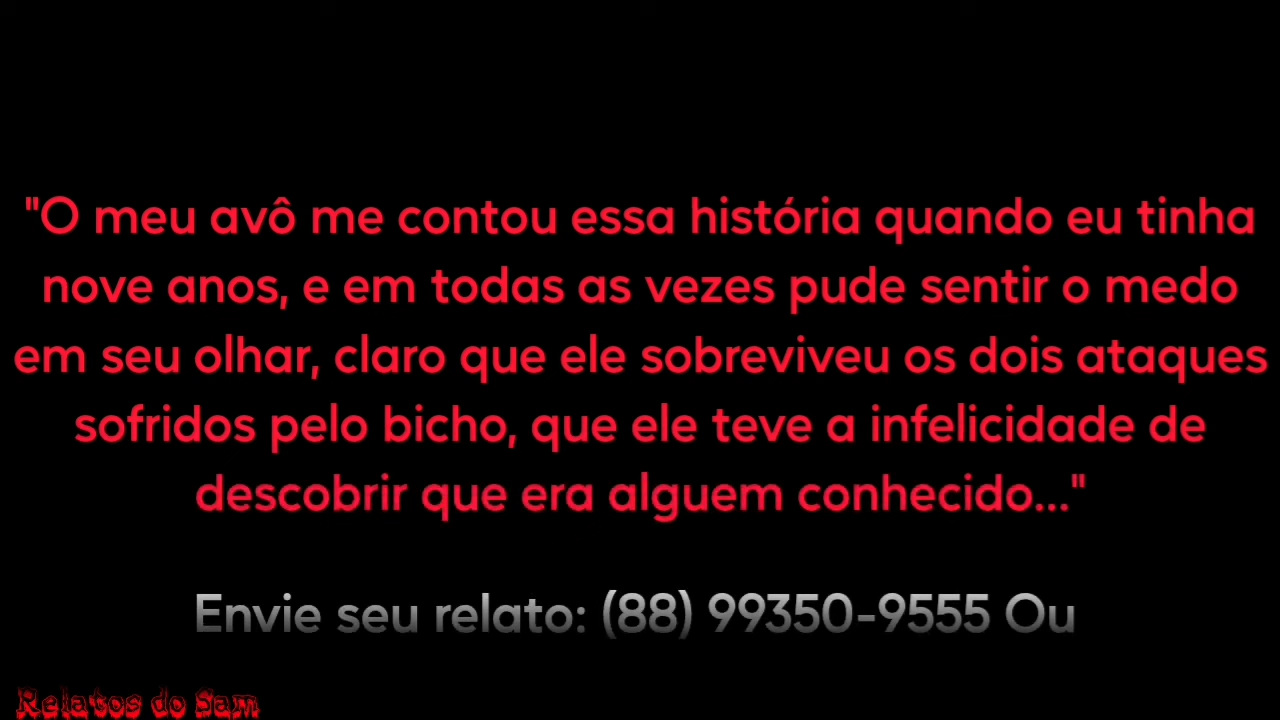 "O meu avô me contou essa história quando eu tinha
nove anos, e em todas as vezes pude sentir o medo
em seu olhar, claro que ele sobreviveu os dois ataques
sofridos pelo bicho, que ele teve a infelicidade de
descobrir que era alguem conhecido..."
Envie seu relato: (88) 99350-9555 Ou
Relatos do Sam